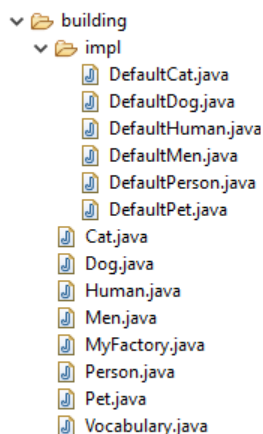 building
impl
DefaultCat.java
DefaultDog.java
DefaultHuman.java
DefaultMen.java
DefaultPerson.java
DefaultPet.java
Cat.java
Dog.java
Human.java
Men.java
MyFactory.java
Person.java
Pet.java
Vocabulary.java